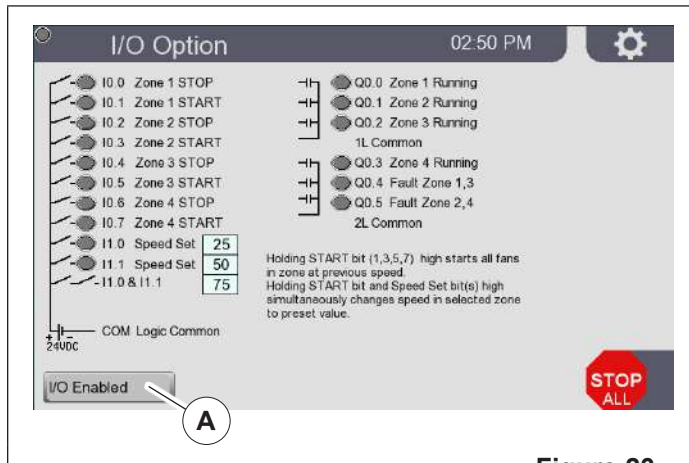 I/O Option
02:50 PM
I0.0 Zone 1 STOP
I0.1 Zone 1 START
I0.2 Zone 2 STOP
I0.3 Zone 2 START
I0.4 Zone 3 STOP
I0.5 Zone 3 START
I0.6 Zone 4 STOP
I0.7 Zone 4 START
I1.0 Speed Set 25
I1.1 Speed Set 50
I1.0 & I1.1 75
COM Logic Common
24VDC
Q0.0 Zone 1 Running
Q0.1 Zone 2 Running
Q0.2 Zone 3 Running
1L Common
Q0.3 Zone 4 Running
Q0.4 Fault Zone 1,3
Q0.5 Fault Zone 2,4
2L Common
Holding START bit (1,3,5,7) high starts all fans
in zone at previous speed.
Holding START bit and Speed Set bit(s) high
simultaneously changes speed in selected zone
to preset value.
I/O Enabled
A
STOP
ALL